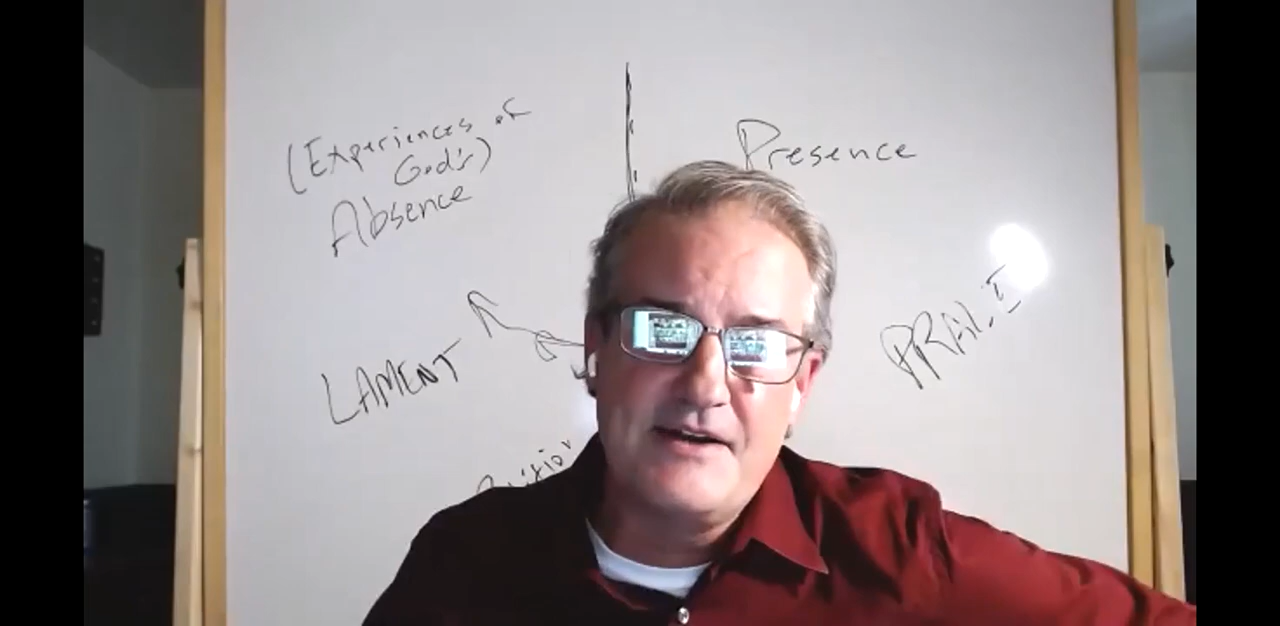 (Experiences of
God's)
Absence
Presence
LAMENT
PRAISE